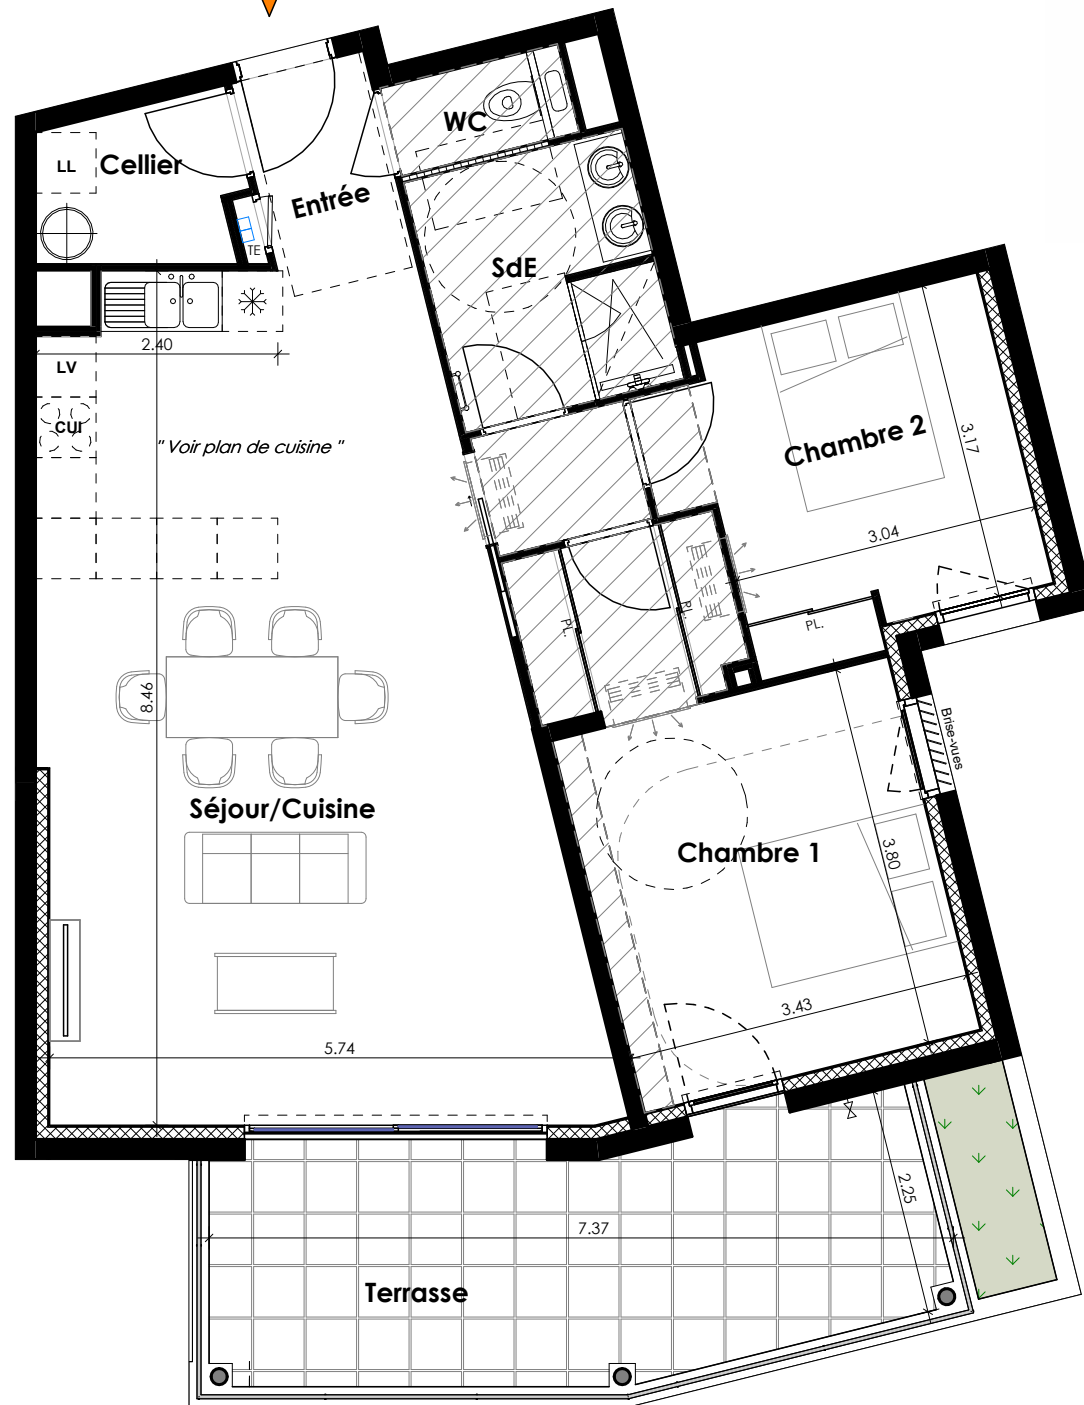 WC
Cellier
LL
Entrée
TE
SdE
2.40
LV
CUI
" Voir plan de cuisine "
Chambre 2
3.17
3.04
PL.
PL.
PL.
8.46
Brise-vues
Séjour/Cuisine
Chambre 1
3.80
3.43
5.74
2.25
7.37
Terrasse